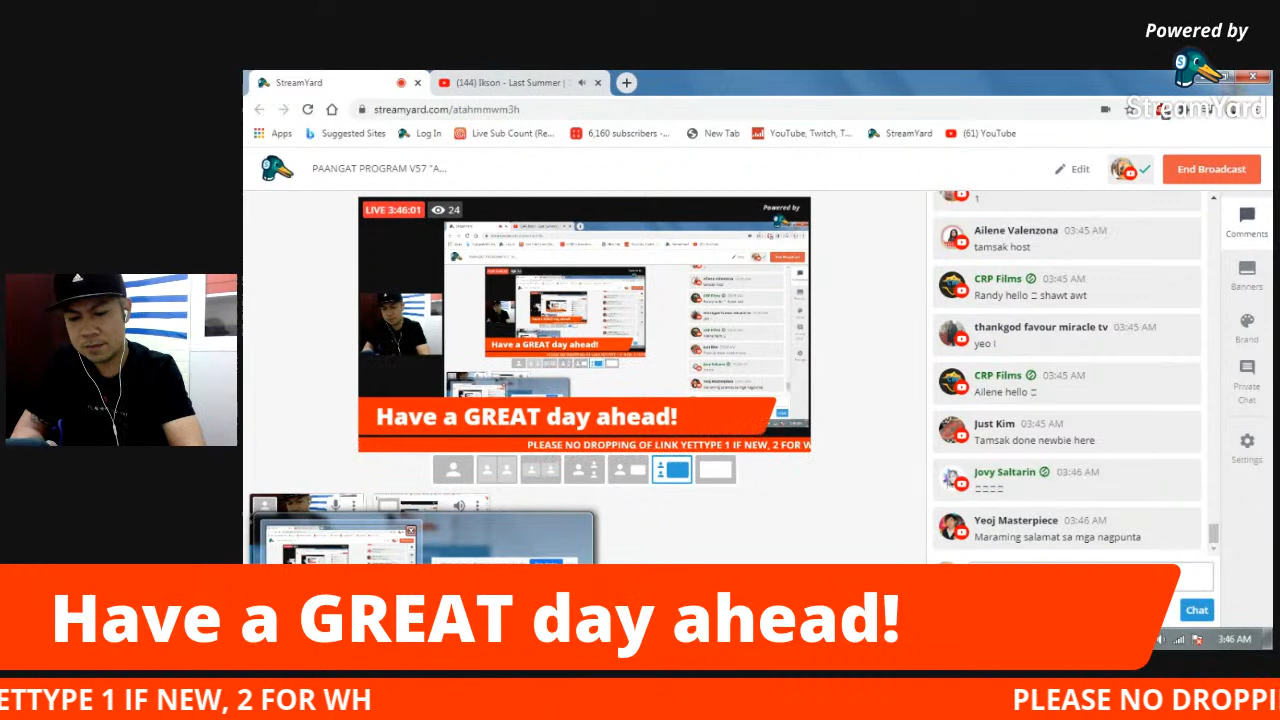 Powered by
StreamYard
StreamYard
(144) Ikson - Last Summer |
streamyard.com/atahmmwm3h
Apps
Suggested Sites
Log In
Live Sub Count (Re...
6,160 subscribers -...
New Tab
YouTube, Twitch, T...
StreamYard
(61) YouTube
PAANGAT PROGRAM V57 "A...
Edit
End Broadcast
LIVE 3:46:01
24
Powered by
Have a GREAT day ahead!
Have a GREAT day ahead!
PLEASE NO DROPPING OF LINK YETTYPE 1 IF NEW, 2 FOR W
1
Ailene Valenzona 03:45 AM
tamsak host
CRP Films 03:45 AM
Randy hello □ shawt awt
thankgod favour miracle tv 03:45 AM
yeo I
CRP Films 03:45 AM
Ailene hello □
Just Kim 03:45 AM
Tamsak done newbie here
Jovy Saltarin 03:46 AM
□□□□
Yeoj Masterpiece 03:46 AM
Maraming salamat sa mga nagpunta
Comments
Banners
Brand
Private
Chat
Settings
Chat
3:46 AM
Have a GREAT day ahead!
ETTYPE 1 IF NEW, 2 FOR WH
PLEASE NO DROPPI